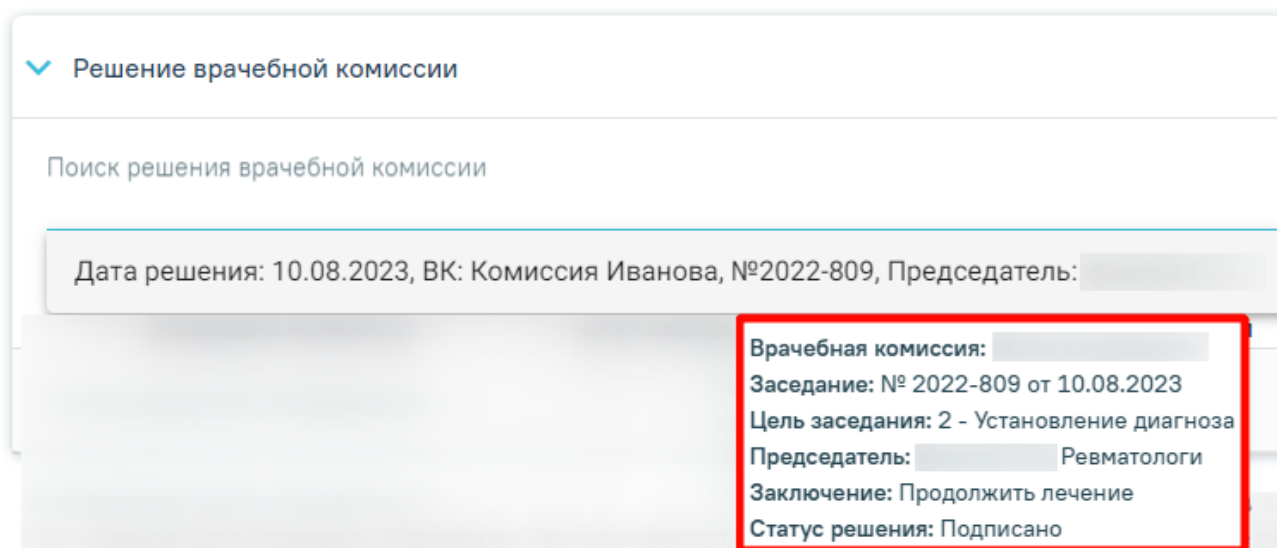 Решение врачебной комиссии
Поиск решения врачебной комиссии
Дата решения: 10.08.2023, ВК: Комиссия Иванова, №2022-809, Председатель:
Врачебная комиссия:
Заседание: № 2022-809 от 10.08.2023
Цель заседания: 2 - Установление диагноза
Председатель: Ревматологи
Заключение: Продолжить лечение
Статус решения: Подписано